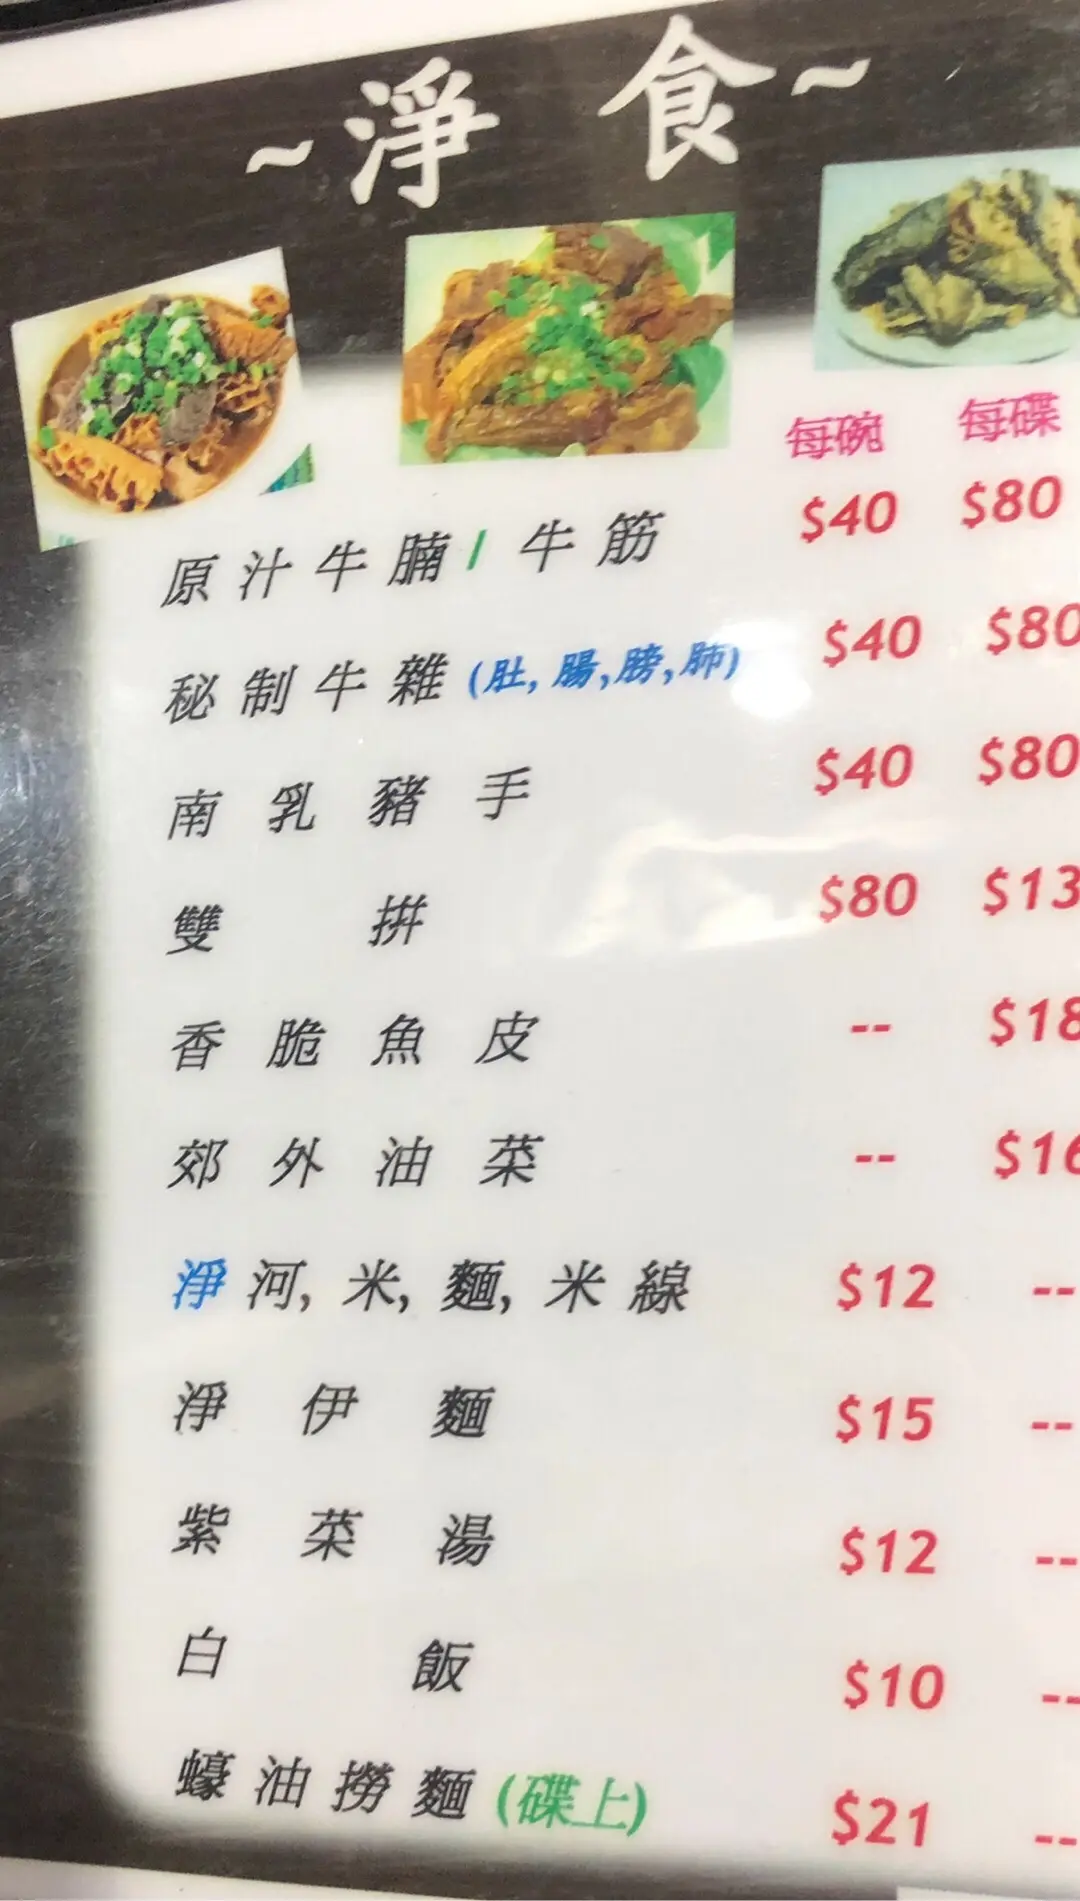 ~淨 食~
每碗 每碟
原汁牛腩/牛筋 $40 $80
秘制牛雜(肚,腸,膀,肺) $40 $80
南乳豬手 $40 $80
雙拼 $80
香脆魚皮 --
郊外油菜 --
淨河,米,麵,米線 $12 --
淨伊麵 $15 --
紫菜湯 $12 --
白飯 $10 --
蠔油撈麵(碟上) $21 --